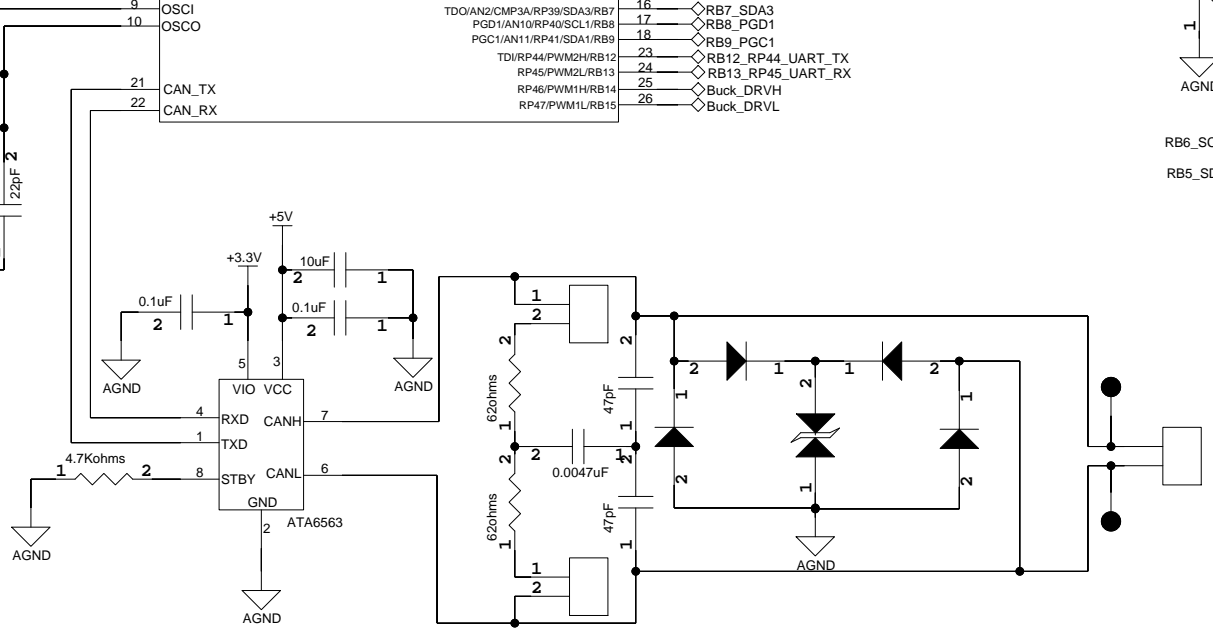 9 OSCI
10 OSCO
TDO/AN2/CMP3A/RP39/SDA3/RB7 16 RB7_SDA3
PGD1/AN10/RP40/SCL1/RB8 17 RB8_PGD1
PGC1/AN11/RP41/SDA1/RB9 18 RB9_PGC1
TDI/RP44/PWM2H/RB12 23 RB12_RP44_UART_TX
RP45/PWM2L/RB13 24 RB13_RP45_UART_RX
RP46/PWM1H/RB14 25 Buck_DRVH
RP47/PWM1L/RB15 26 Buck_DRVL
21 CAN_TX
22 CAN_RX
1
AGND
RB6_SC
RB5_SD
2
22pF
+5V
+3.3V
10uF
2 1
0.1uF
2 1
0.1uF
2 1
AGND
AGND
5 3
VIO VCC
4 RXD
1 TXD
8 STBY
CANH 7
CANL 6
GND
2
ATA6563
AGND
4.7Kohms
1 2
AGND
1
2
2
62ohms
1
2
62ohms
1
1
2
2 1
0.0047uF
2
47pF
1
2
47pF
1
2 1
1 2
1
2
2
1
1
2
AGND